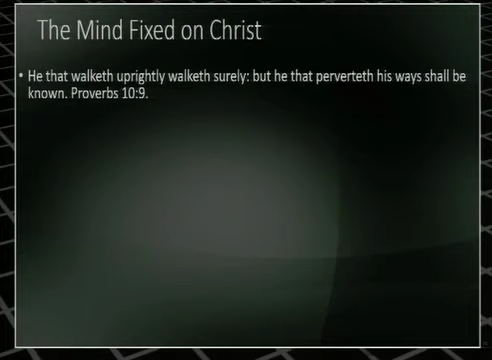 The Mind Fixed on Christ
• He that walketh uprightly walketh surely: but he that perverteth his ways shall be
known. Proverbs 10:9.